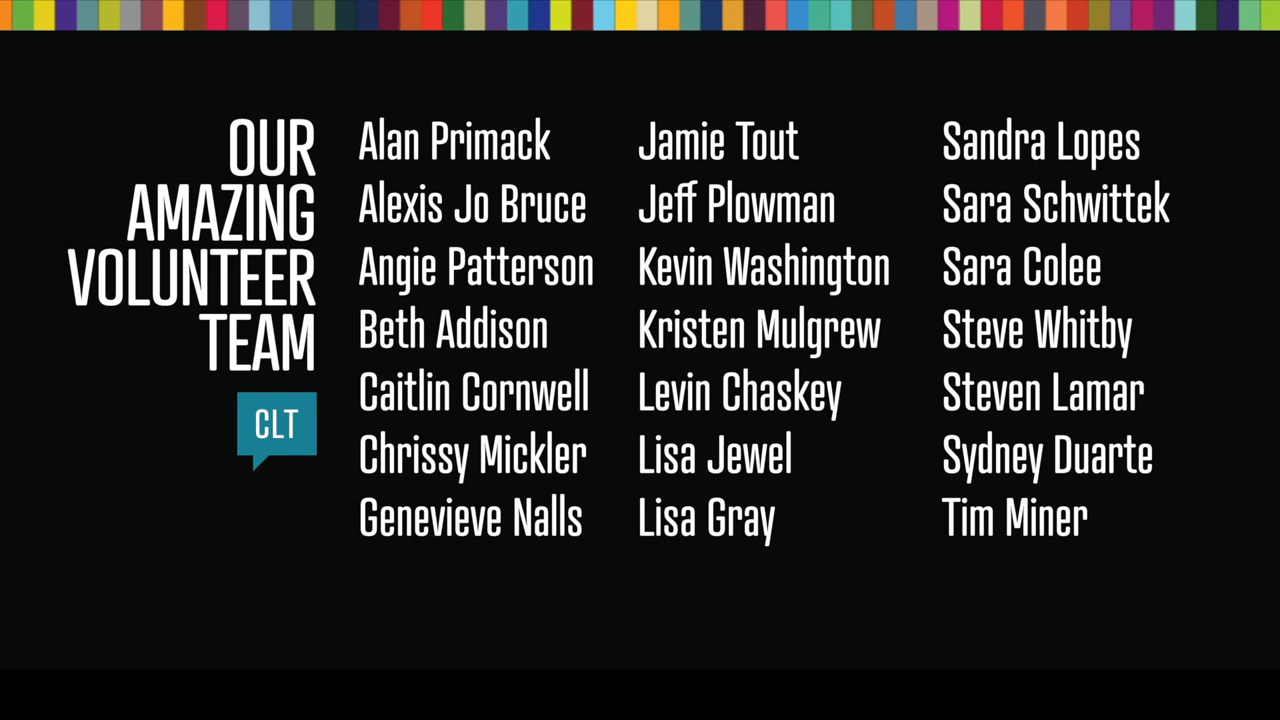 OUR
AMAZING
VOLUNTEER
TEAM
CLT
Alan Primack
Alexis Jo Bruce
Angie Patterson
Beth Addison
Caitlin Cornwell
Chrissy Mickler
Genevieve Nalls
Jamie Tout
Jeff Plowman
Kevin Washington
Kristen Mulgrew
Levin Chaskey
Lisa Jewel
Lisa Gray
Sandra Lopes
Sara Schwittek
Sara Colee
Steve Whitby
Steven Lamar
Sydney Duarte
Tim Miner